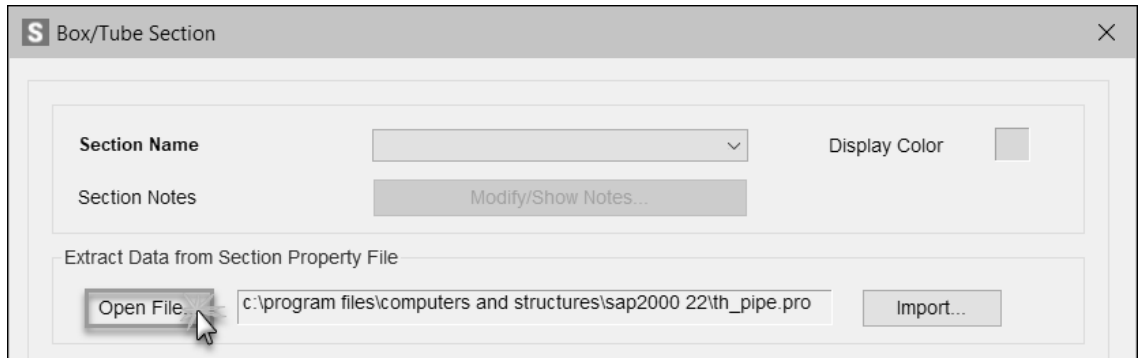 S Box/Tube Section
Section Name
Display Color
Section Notes
Modify/Show Notes...
Extract Data from Section Property File
Open File...
c:\program files\computers and structures\sap2000 22\th_pipe.pro
Import...